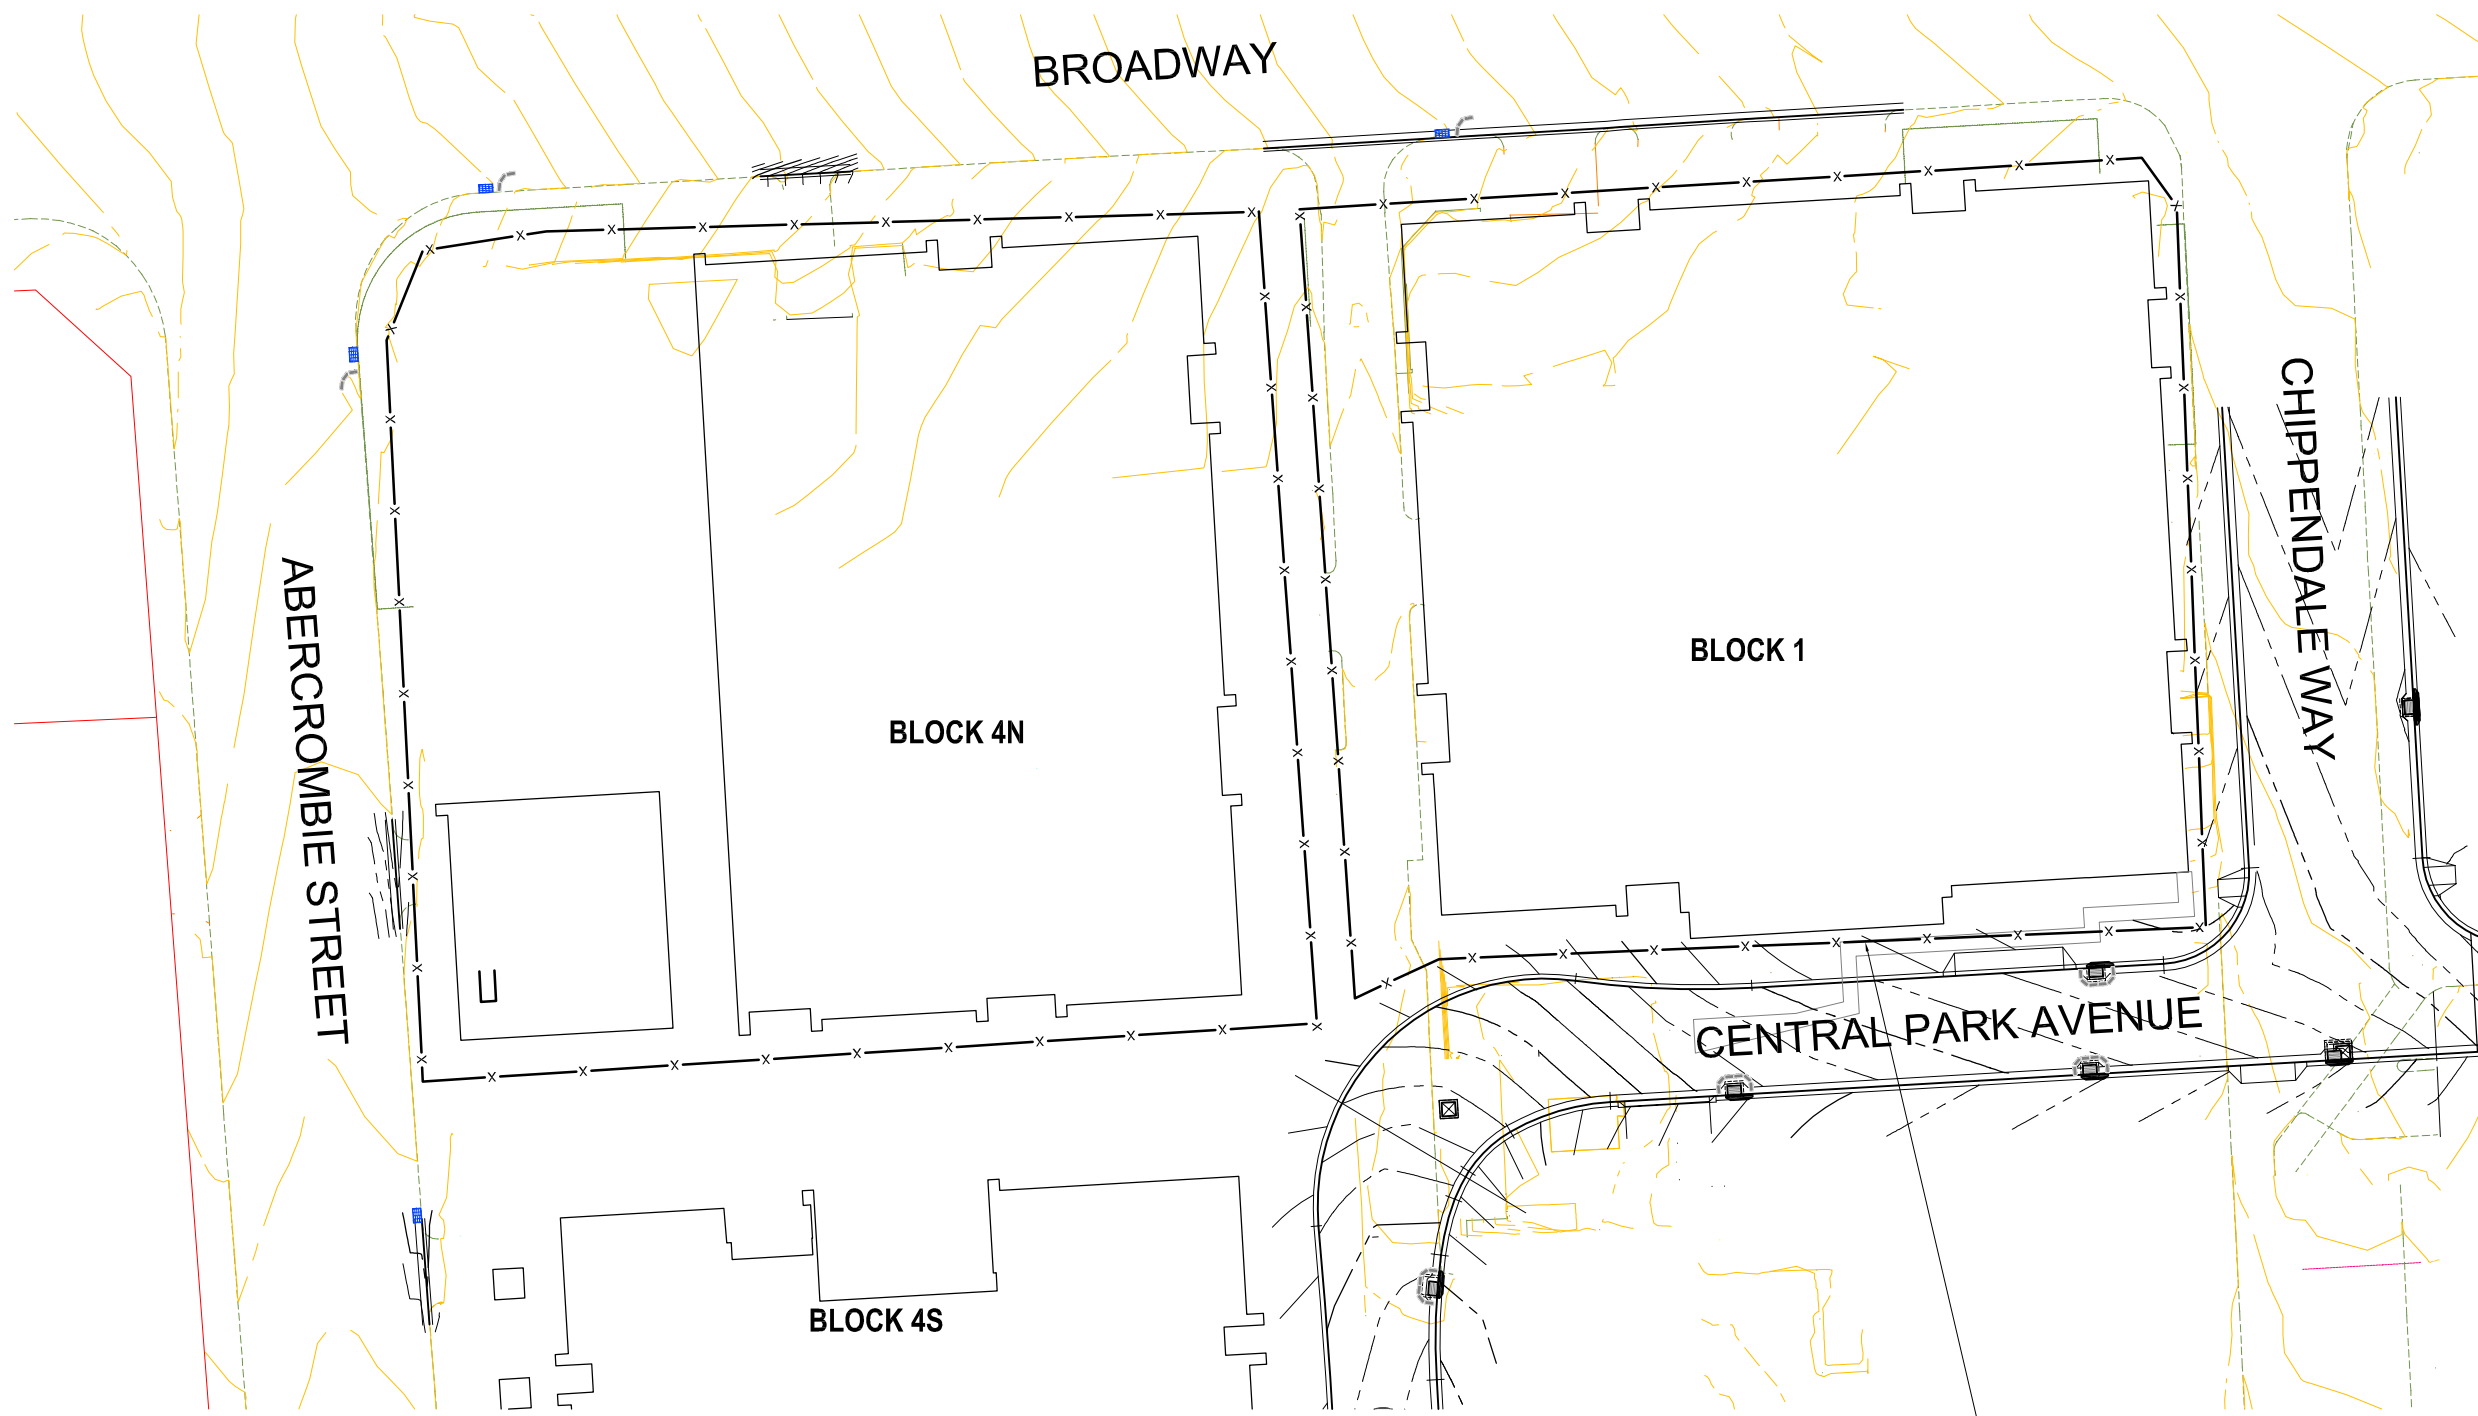 BROADWAY
CHIPPENDALE WAY
ABERCROMBIE STREET
BLOCK 1
BLOCK 4N
CENTRAL PARK AVENUE
BLOCK 4S